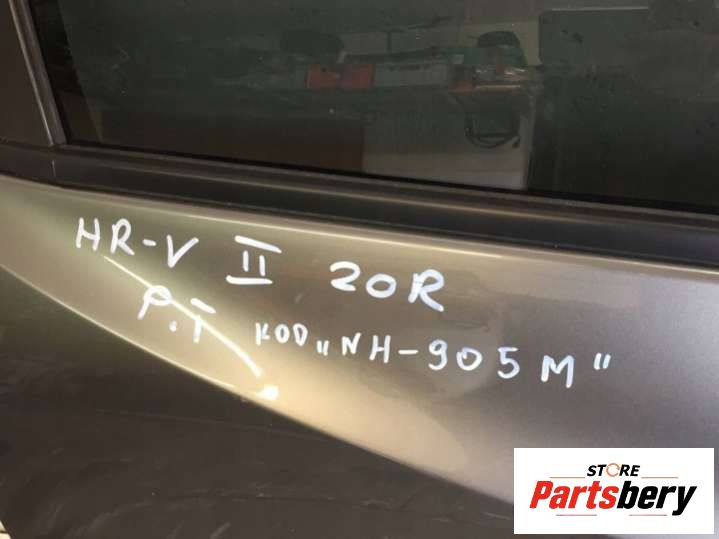 HR-V II 20R
P.T KOD „NH-905M"
STORE
Partsbery